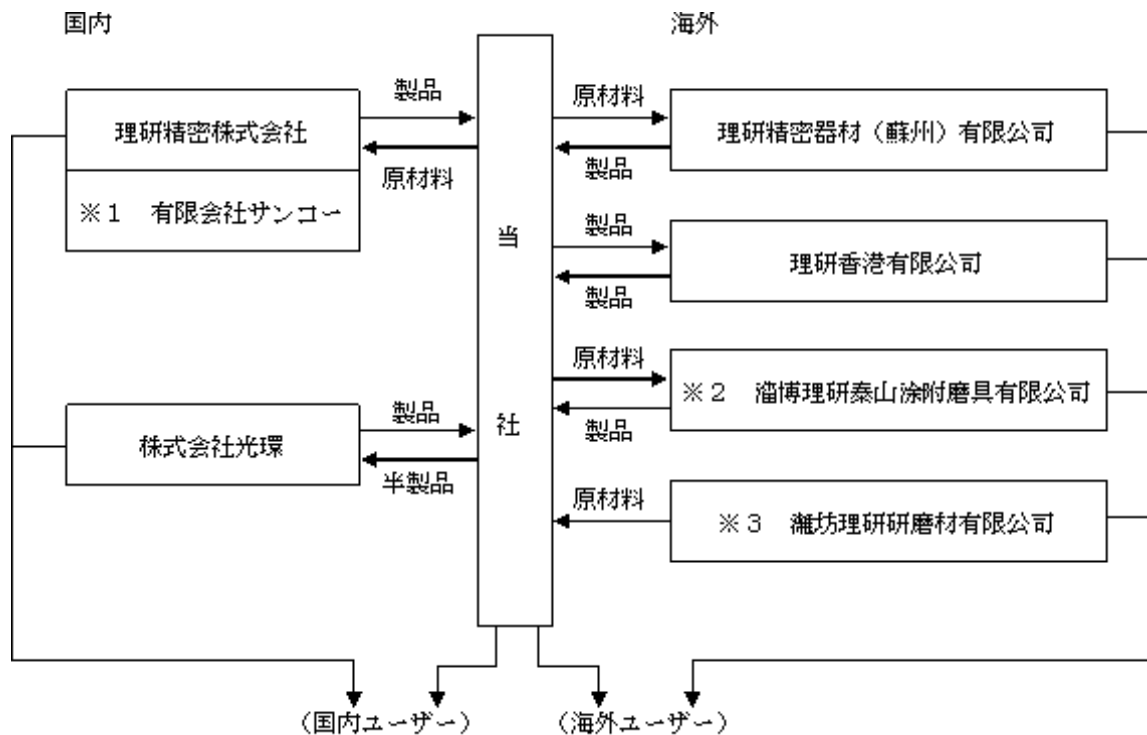 国内
海外
製品
原材料
理研精密株式会社
原材料
理研精密器材（蘇州）有限公司
製品
※１　有限会社サンコー
当
社
製品
理研香港有限公司
製品
原材料
※２　淄博理研泰山涂附磨具有限公司
製品
製品
株式会社光環
半製品
原材料
※３　濰坊理研研磨材有限公司
（国内ユーザー）
（海外ユーザー）